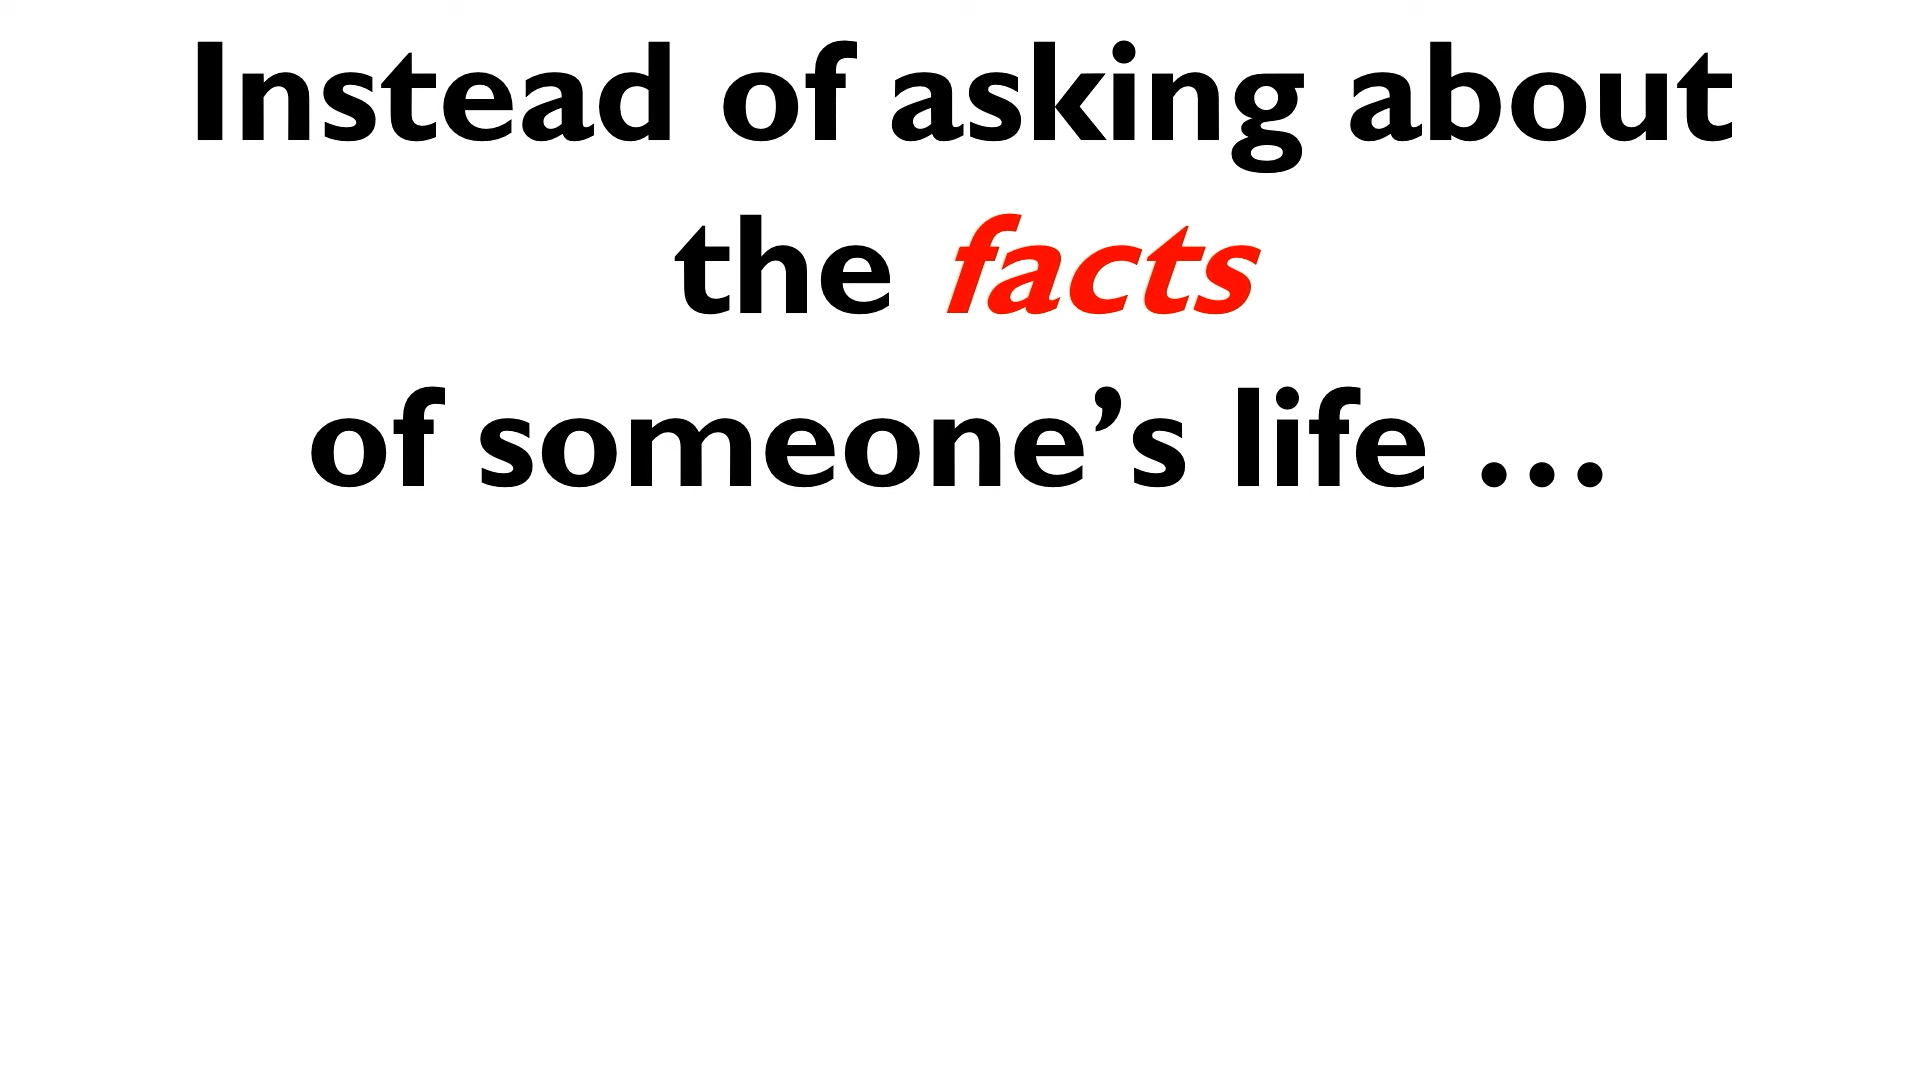 Instead of asking about
the facts
of someone’s life …